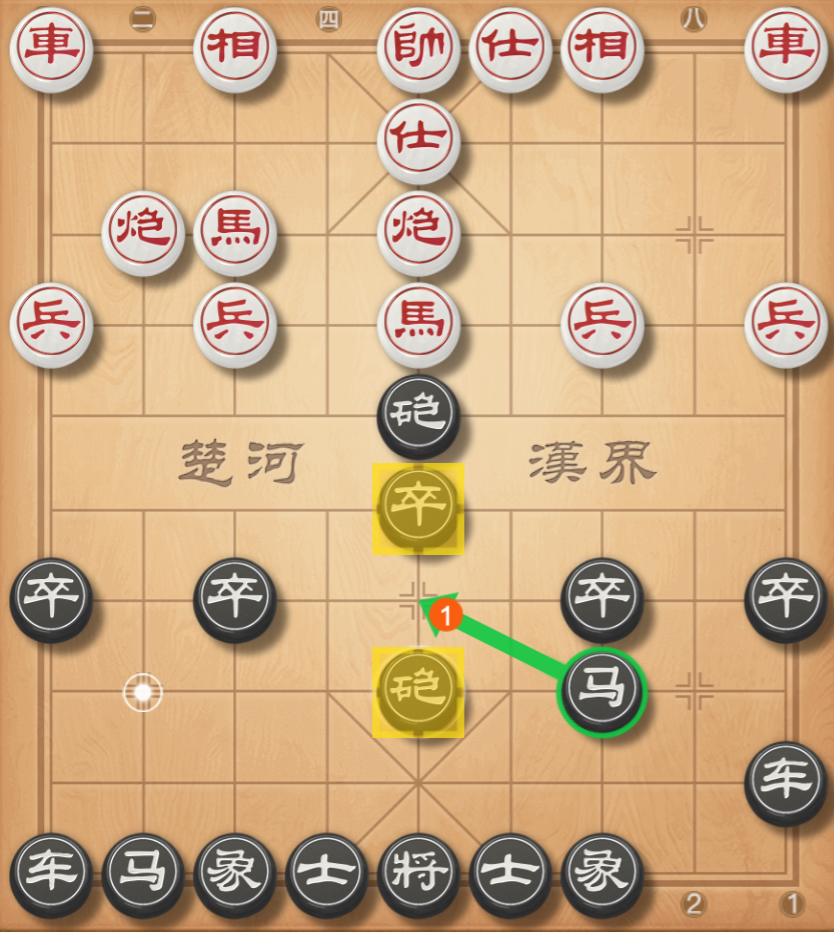 二 四 八
車 相 帥 仕 相 車
仕
炮 馬 炮
兵 兵 馬 兵 兵
砲
楚河 漢界
卒
卒 卒 1 卒 卒
砲 马
车
车 马 象 士 将 士 象
2 1